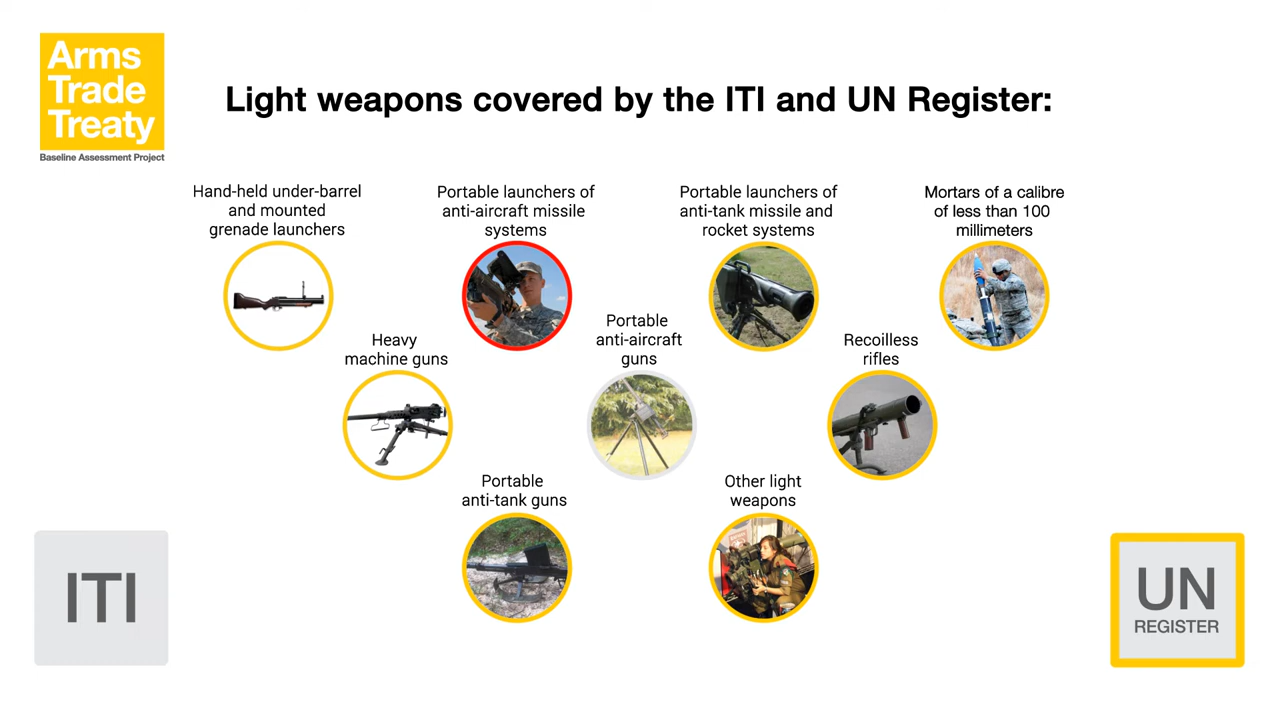 Arms
Trade
Treaty
Baseline Assessment Project
Light weapons covered by the ITI and UN Register:
Hand-held under-barrel
and mounted
grenade launchers
Portable launchers of
anti-aircraft missile
systems
Portable launchers of
anti-tank missile and
rocket systems
Mortars of a calibre
of less than 100
millimeters
Heavy
machine guns
Portable
anti-aircraft
guns
Recoilless
rifles
Portable
anti-tank guns
Other light
weapons
ITI
UN
REGISTER